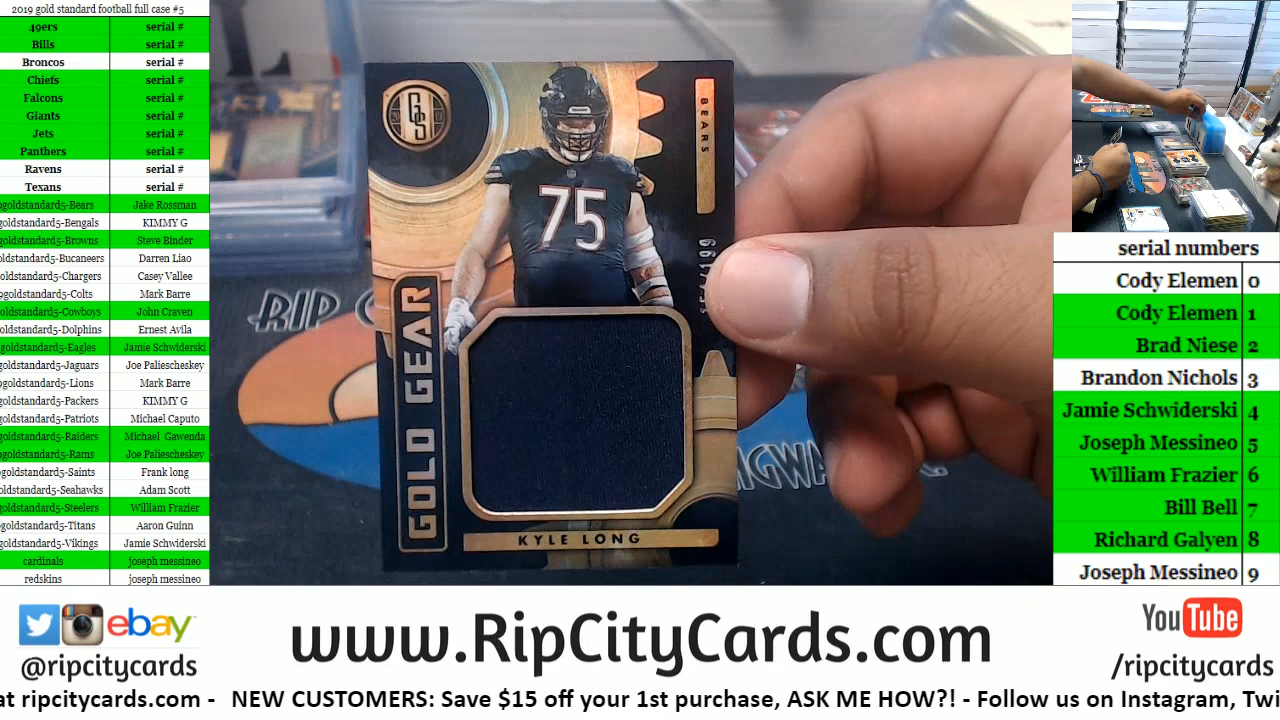 2019 gold standard football full case #5
49ers serial #
Bills serial #
Broncos serial #
Chiefs serial #
Falcons serial #
Giants serial #
Jets serial #
Panthers serial #
Ravens serial #
Texans serial #
goldstandard5-Bears Jake Rossman
goldstandard5-Bengals KIMMY G
goldstandard5-Browns Steve Binder
goldstandard5-Bucaneers Darren Liao
goldstandard5-Chargers Casey Vallee
9goldstandard5-Colts Mark Barre
goldstandard5-Cowboys John Craven
goldstandard5-Dolphins Ernest Avila
goldstandard5-Eagles Jamie Schwiderski
goldstandard5-Jaguars Joe Paliescheskey
9goldstandard5-Lions Mark Barre
goldstandard5-Packers KIMMY G
goldstandard5-Patriots Michael Caputo
goldstandard5-Raiders Michael Gawenda
goldstandard5-Rams Joe Paliescheskey
goldstandard5-Saints Frank long
goldstandard5-Seahawks Adam Scott
goldstandard5-Steelers William Frazier
goldstandard5-Titans Aaron Guinn
goldstandard5-Vikings Jamie Schwiderski
cardinals joseph messineo
redskins joseph messineo
GS
BEARS
75
GOLD GEAR
KYLE LONG
RIP
serial numbers
Cody Elemen 0
Cody Elemen 1
Brad Niese 2
Brandon Nichols 3
Jamie Schwiderski 4
Joseph Messineo 5
William Frazier 6
Bill Bell 7
Richard Galyen 8
Joseph Messineo 9
ebay
@ripcitycards
www.RipCityCards.com
YouTube
/ripcitycards
at ripcitycards.com - NEW CUSTOMERS: Save $15 off your 1st purchase, ASK ME HOW?! - Follow us on Instagram, Twi